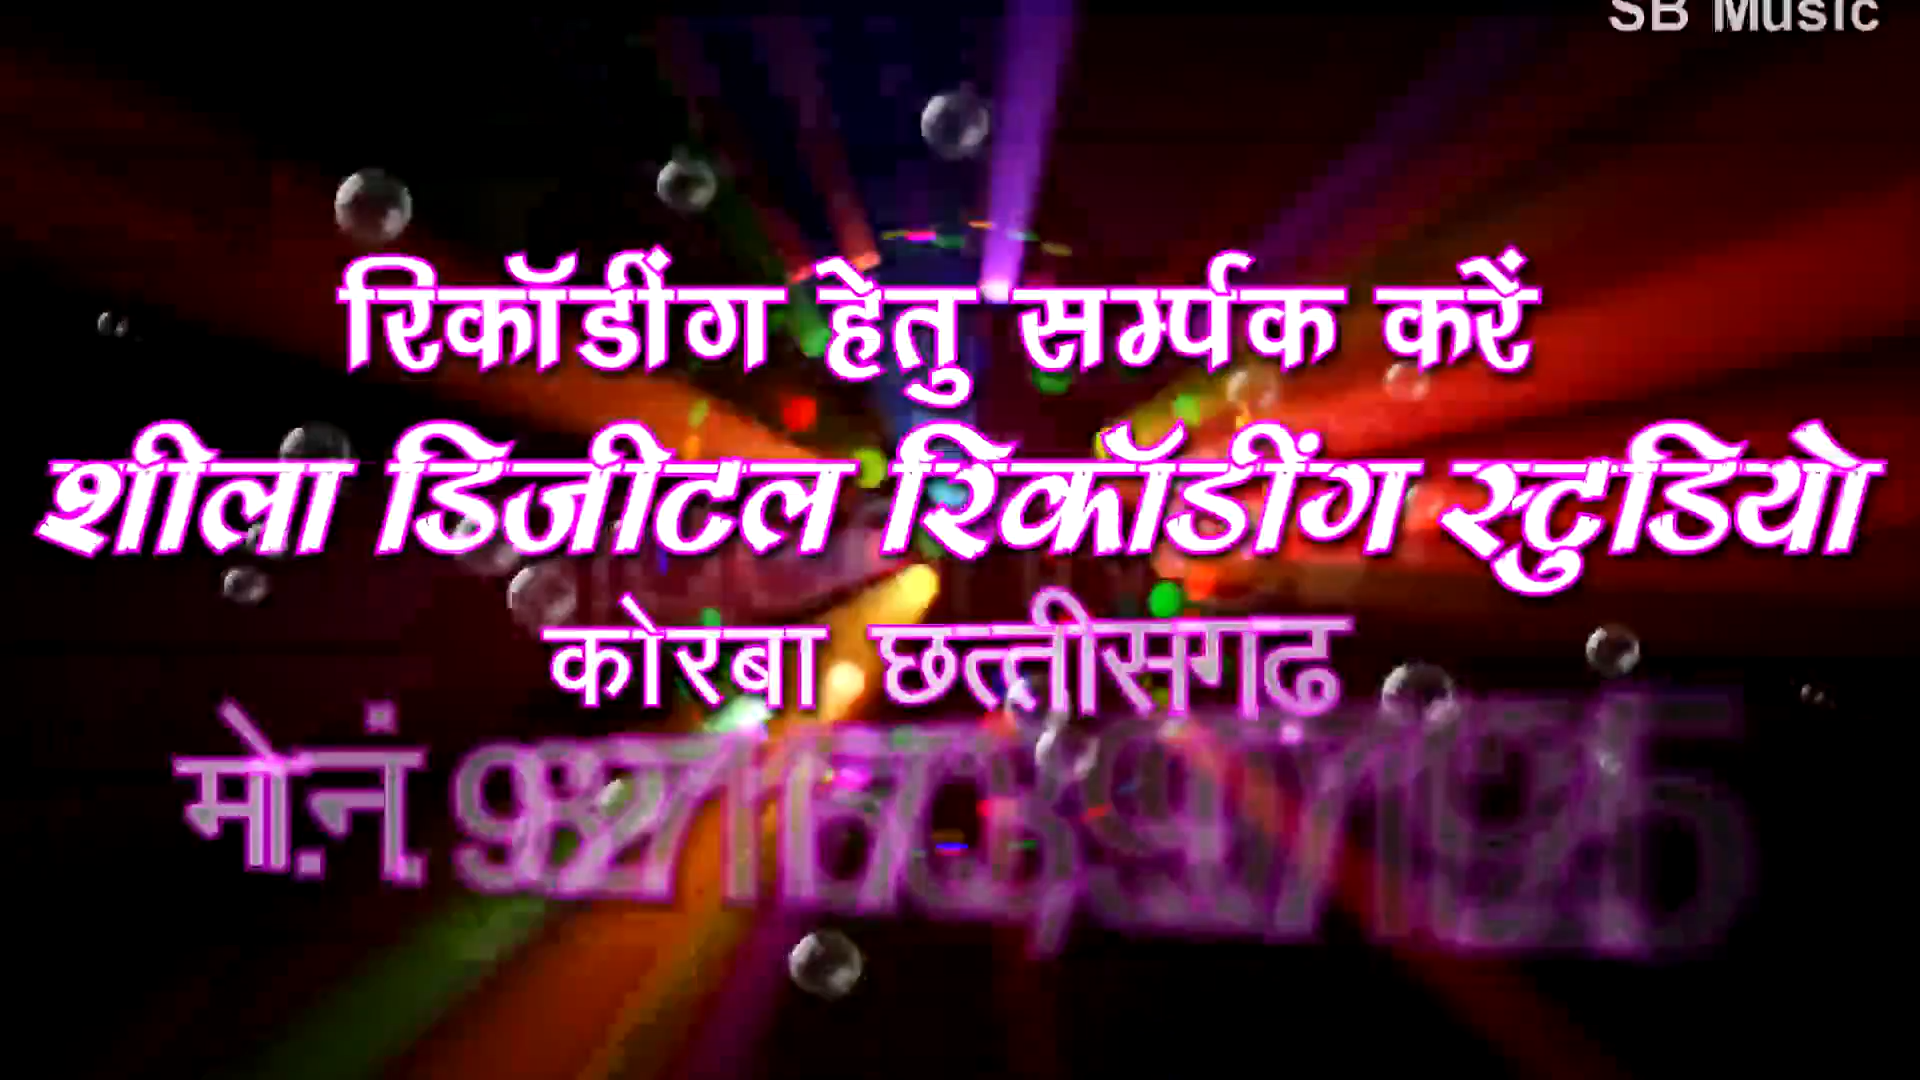 SB Music
रिकॉर्डींग हेतु सर्म्पक करें
शीला डिजीटल रिकॉर्डींग स्टुडियो
कोरबा छत्तीसगढ़
मो.नं.